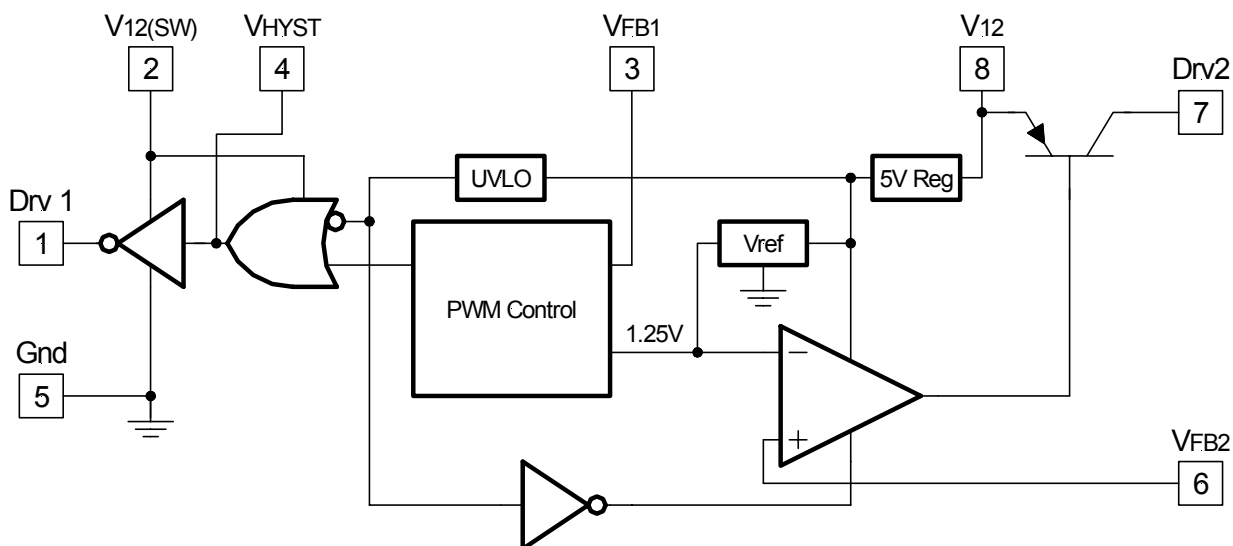 V12(SW)
VHYST
VFB1
V12
2
4
3
8
Drv2
7
UVLO
5V Reg
Drv 1
1
Vref
PWM Control
1.25V
Gnd
5
−
+
VFB2
6